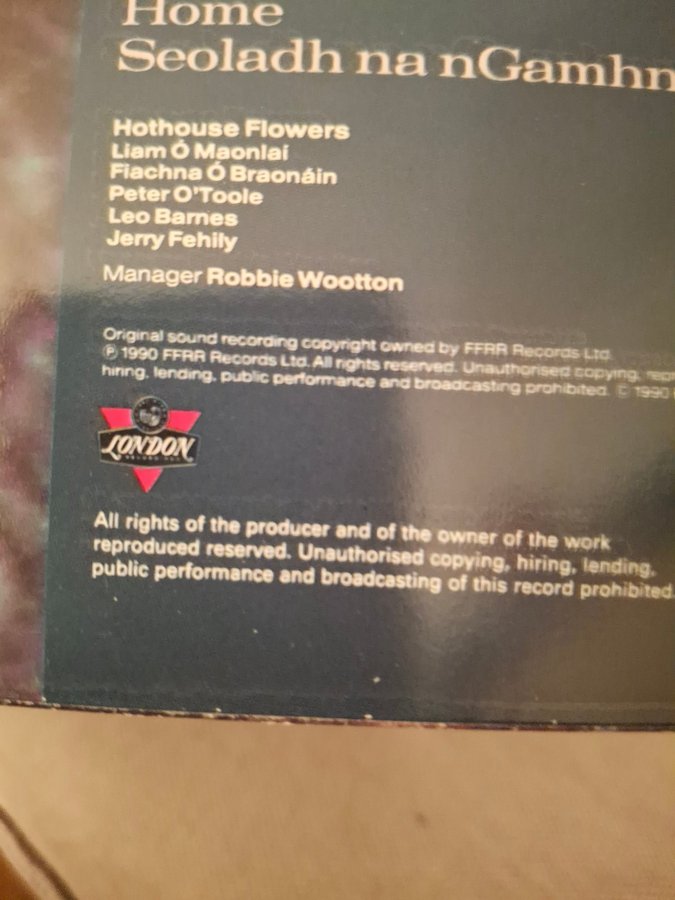 Home
Seoladh na nGamhn
Hothouse Flowers
Liam Ó Maonlaí
Fiachna Ó Braonáin
Peter O'Toole
Leo Barnes
Jerry Fehily
Manager Robbie Wootton
Original sound recording copyright owned by FFRR Records Ltd.
℗ 1990 FFRR Records Ltd. All rights reserved. Unauthorised copying, repr
hiring, lending, public performance and broadcasting prohibited. © 1990
LONDON
All rights of the producer and of the owner of the work
reproduced reserved. Unauthorised copying, hiring, lending,
public performance and broadcasting of this record prohibited.